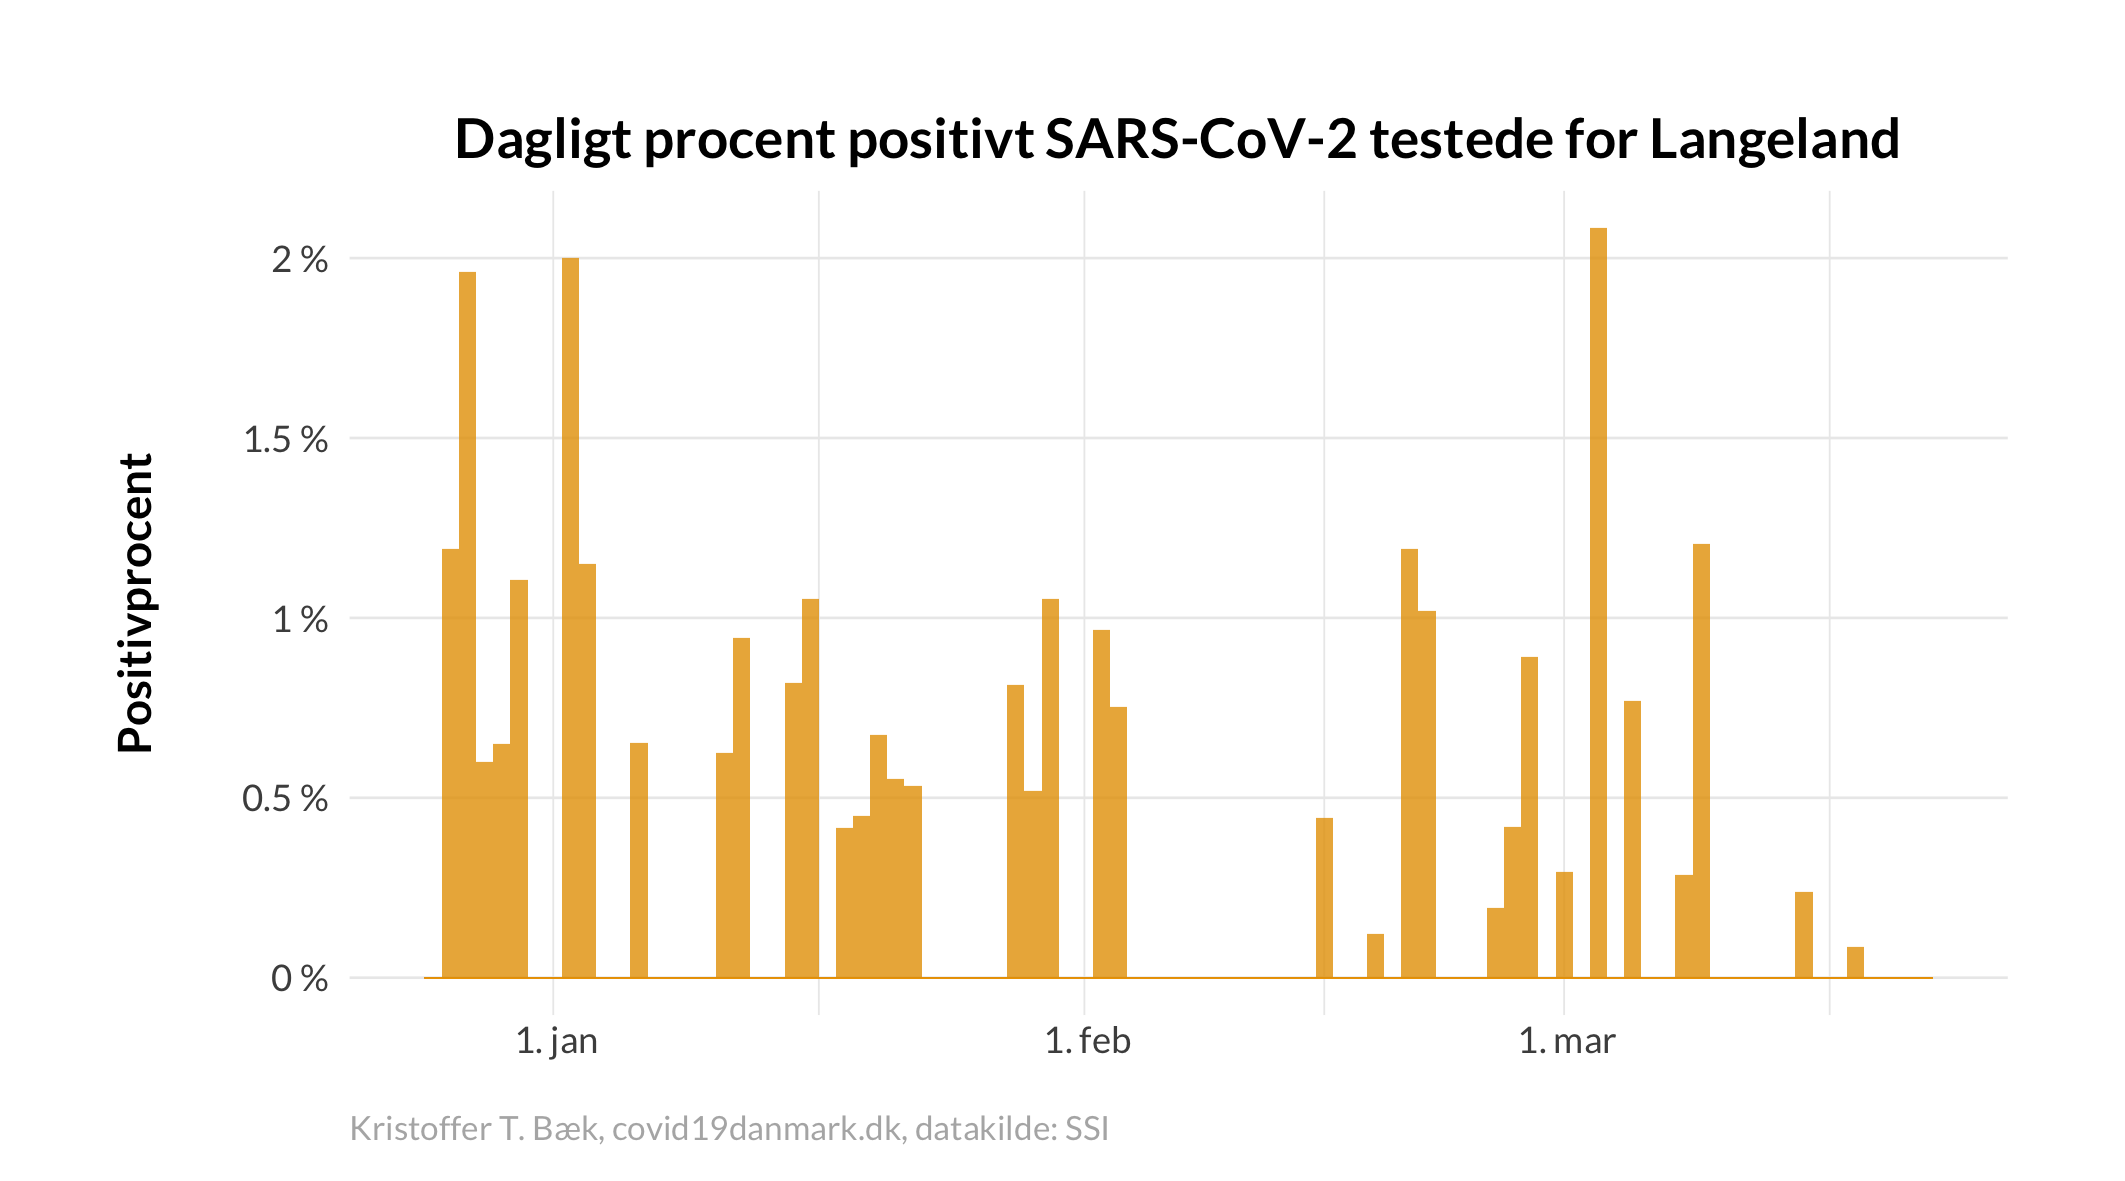 Dagligt procent positivt SARS-CoV-2 testede for Langeland
Positivprocent
2 %
1.5 %
1 %
0.5 %
0 %
1. jan
1. feb
1. mar
Kristoffer T. Bæk, covid19danmark.dk, datakilde: SSI